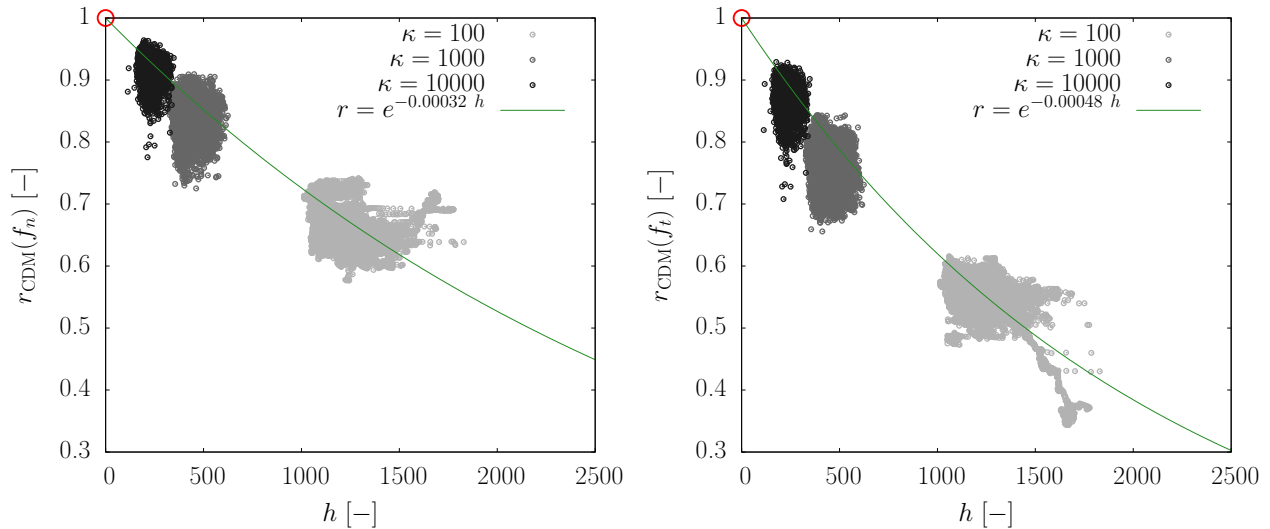 1
0.9
0.8
0.7
0.6
0.5
0.4
0.3
r_CDM(f_n) [−]
0 500 1000 1500 2000 2500
h [−]
κ = 100
κ = 1000
κ = 10000
r = e^{−0.00032 h}
1
0.9
0.8
0.7
0.6
0.5
0.4
0.3
r_CDM(f_t) [−]
0 500 1000 1500 2000 2500
h [−]
κ = 100
κ = 1000
κ = 10000
r = e^{−0.00048 h}